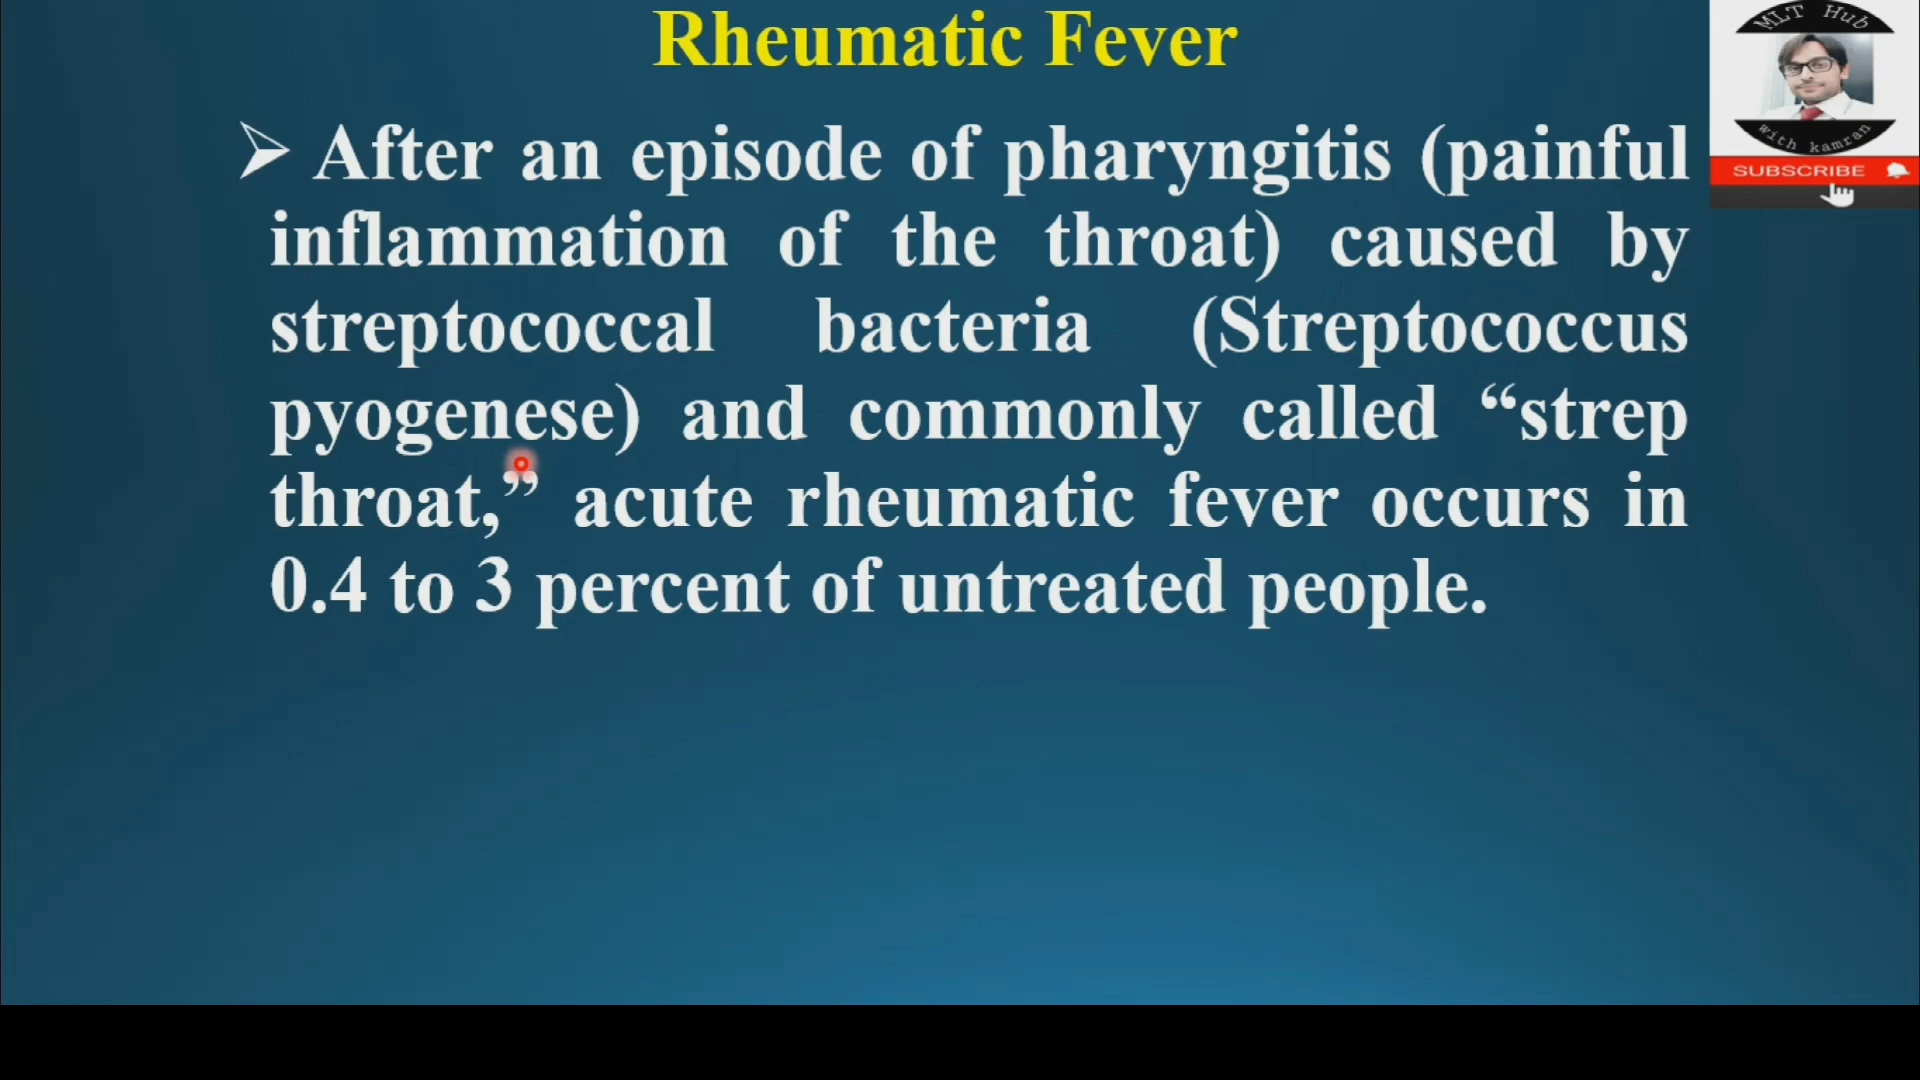 Rheumatic Fever
MLT Hub
with kamran
SUBSCRIBE
➢ After an episode of pharyngitis (painful
inflammation of the throat) caused by
streptococcal bacteria (Streptococcus
pyogenese) and commonly called “strep
throat,” acute rheumatic fever occurs in
0.4 to 3 percent of untreated people.